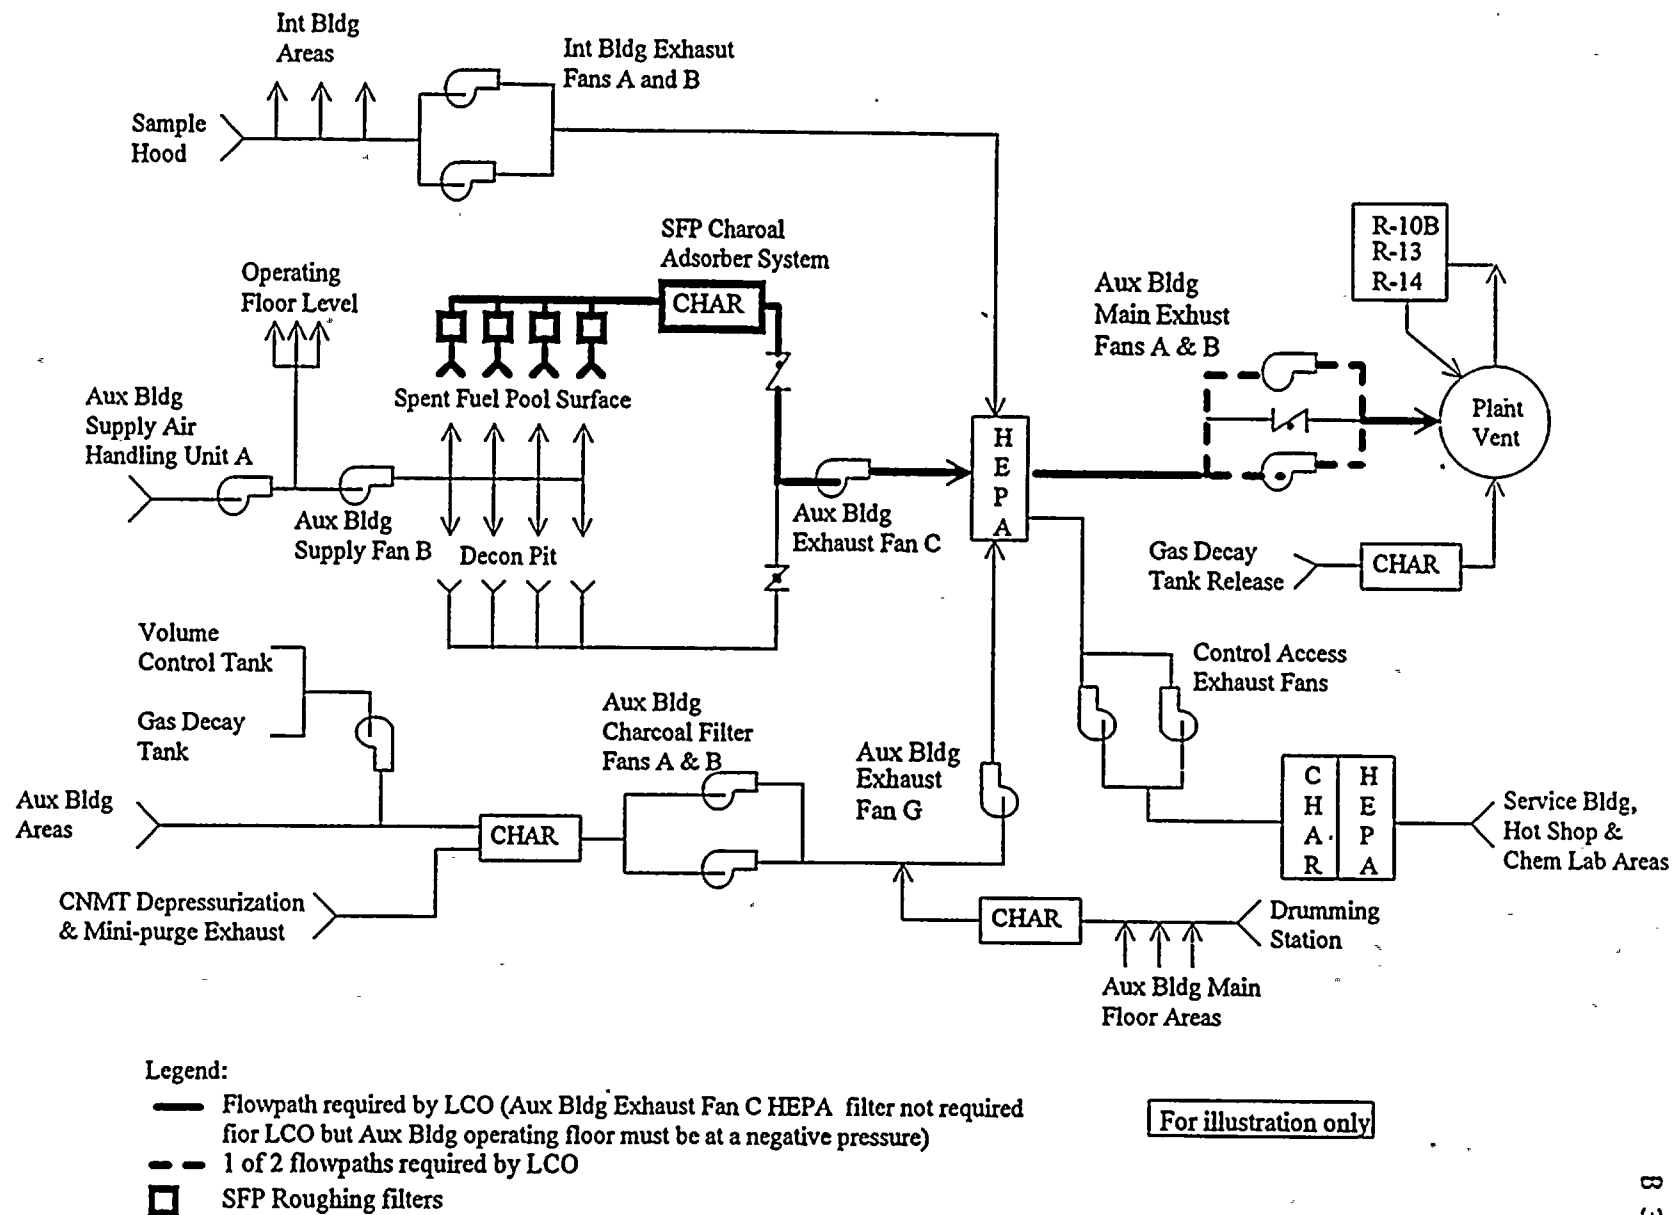 Int Bldg
Areas
Int Bldg Exhasut
Fans A and B
Sample
Hood
SFP Charoal
Adsorber System
CHAR
R-10B
R-13
R-14
Operating
Floor Level
Aux Bldg
Main Exhust
Fans A & B
Spent Fuel Pool Surface
Aux Bldg
Supply Air
Handling Unit A
Plant
Vent
H
E
P
A
Aux Bldg
Supply Fan B
Decon Pit
Aux Bldg
Exhaust Fan C
Gas Decay
Tank Release
CHAR
Volume
Control Tank
Gas Decay
Tank
Control Access
Exhaust Fans
Aux Bldg
Charcoal Filter
Fans A & B
Aux Bldg
Exhaust
Fan G
Aux Bldg
Areas
CHAR
C
H
A
R
H
E
P
A
Service Bldg,
Hot Shop &
Chem Lab Areas
CNMT Depressurization
& Mini-purge Exhaust
CHAR
Drumming
Station
Aux Bldg Main
Floor Areas
Legend:
Flowpath required by LCO (Aux Bldg Exhaust Fan C HEPA filter not required
fior LCO but Aux Bldg operating floor must be at a negative pressure)
1 of 2 flowpaths required by LCO
SFP Roughing filters
For illustration only
B